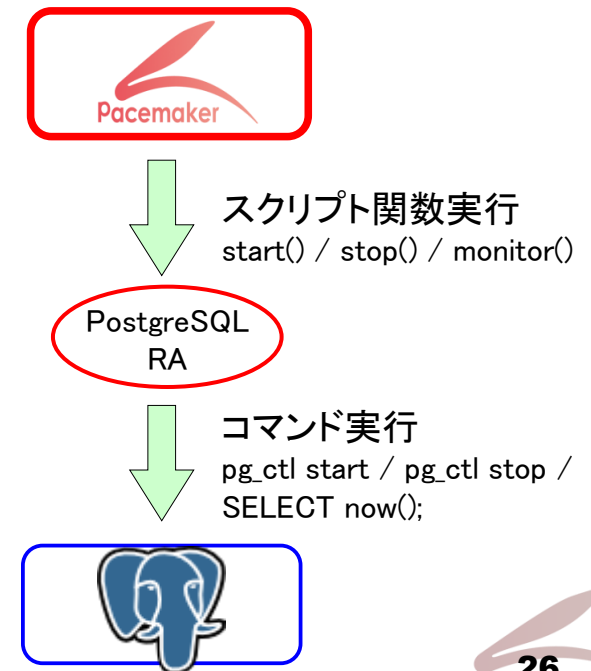 Pacemaker
スクリプト関数実行
start() / stop() / monitor()
PostgreSQL
RA
コマンド実行
pg_ctl start / pg_ctl stop /
SELECT now();
26